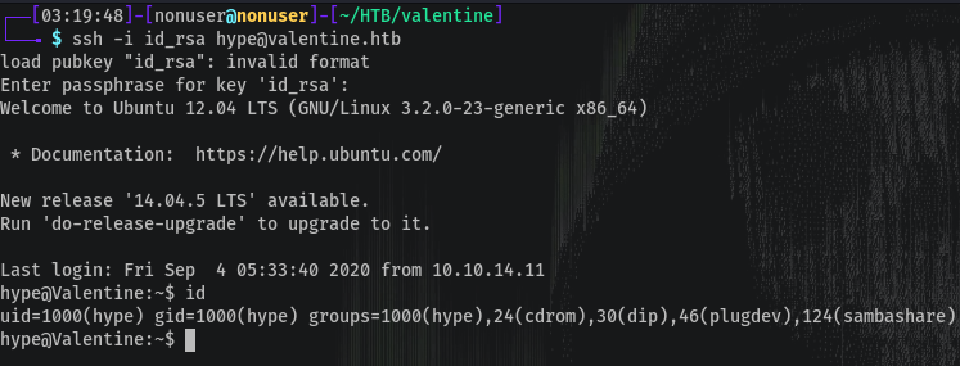 [03:19:48]-[nonuser@nonuser]-[~/HTB/valentine]
$ ssh -i id_rsa hype@valentine.htb
load pubkey "id_rsa": invalid format
Enter passphrase for key 'id_rsa':
Welcome to Ubuntu 12.04 LTS (GNU/Linux 3.2.0-23-generic x86_64)
* Documentation:  https://help.ubuntu.com/
New release '14.04.5 LTS' available.
Run 'do-release-upgrade' to upgrade to it.
Last login: Fri Sep  4 05:33:40 2020 from 10.10.14.11
hype@Valentine:~$ id
uid=1000(hype) gid=1000(hype) groups=1000(hype),24(cdrom),30(dip),46(plugdev),124(sambashare)
hype@Valentine:~$